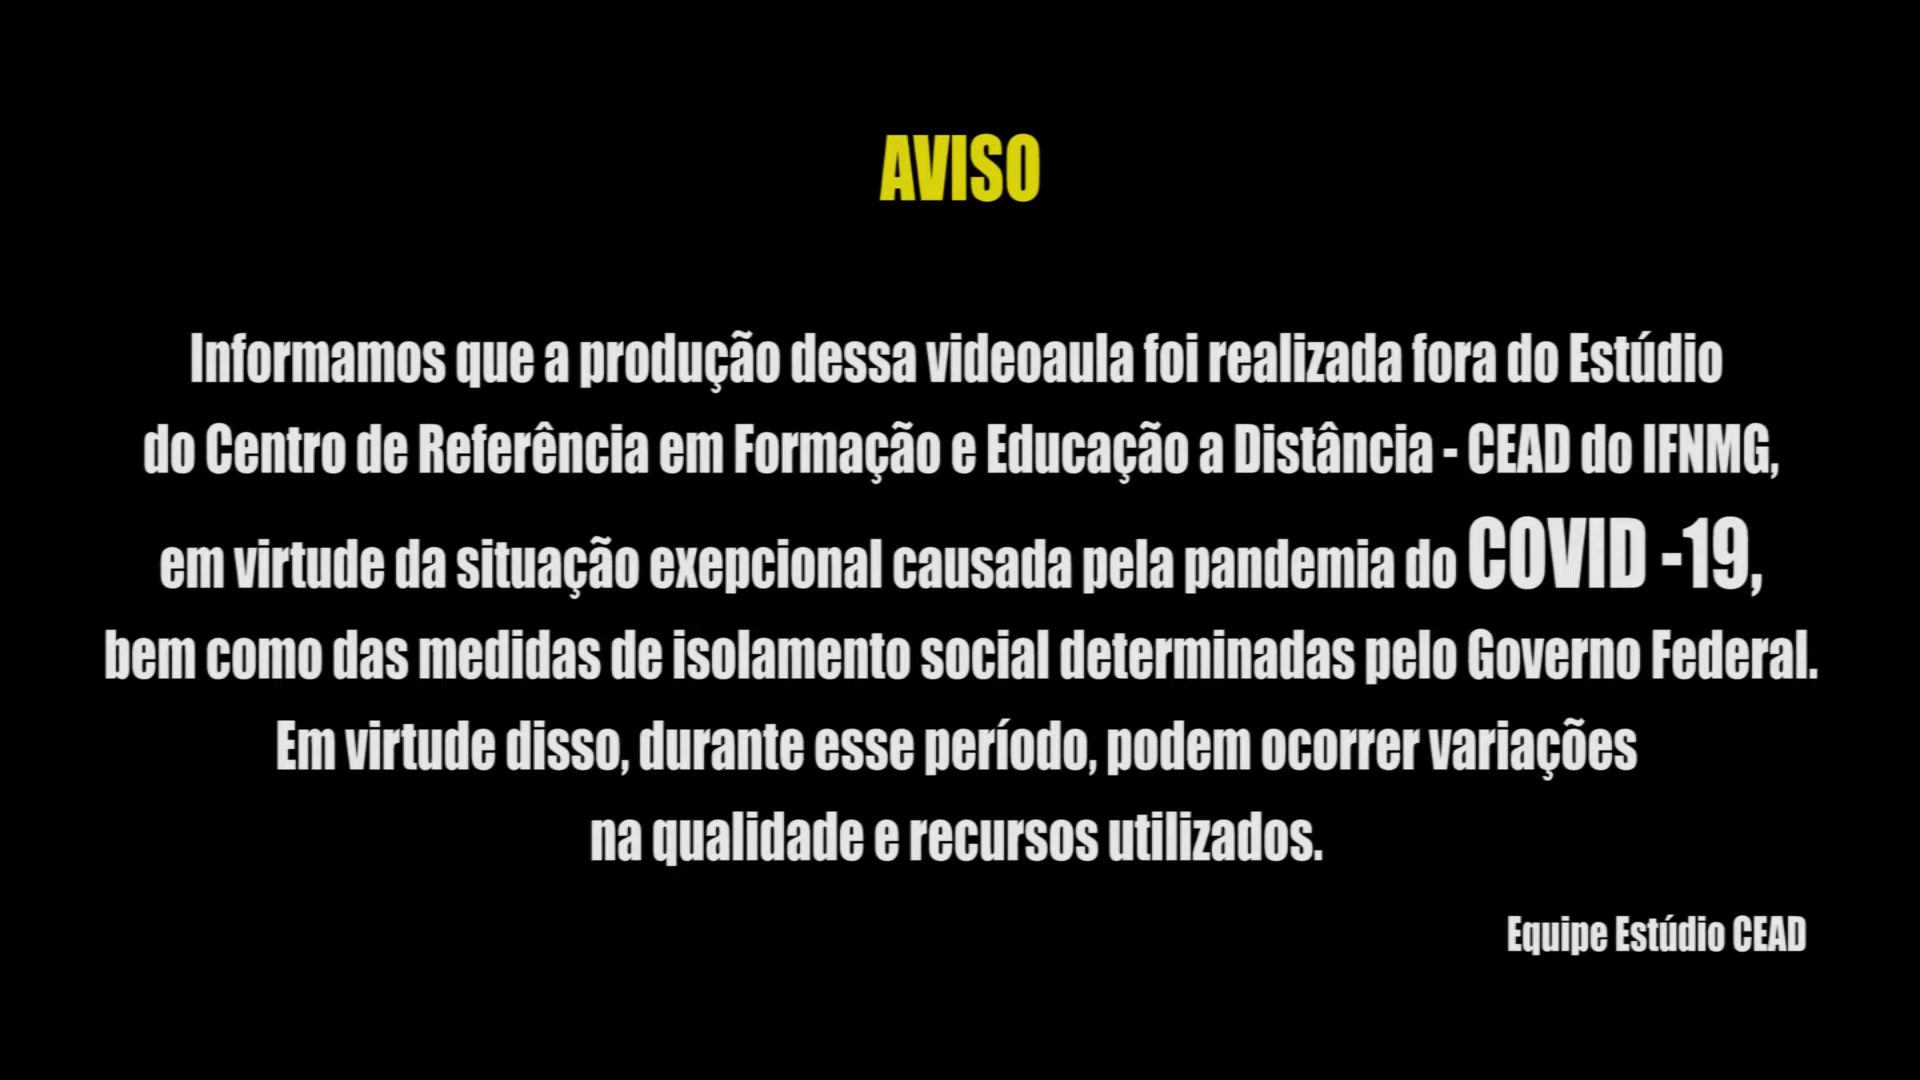 AVISO
Informamos que a produção dessa videoaula foi realizada fora do Estúdio
do Centro de Referência em Formação e Educação a Distância - CEAD do IFNMG,
em virtude da situação exepcional causada pela pandemia do COVID -19,
bem como das medidas de isolamento social determinadas pelo Governo Federal.
Em virtude disso, durante esse período, podem ocorrer variações
na qualidade e recursos utilizados.
Equipe Estúdio CEAD